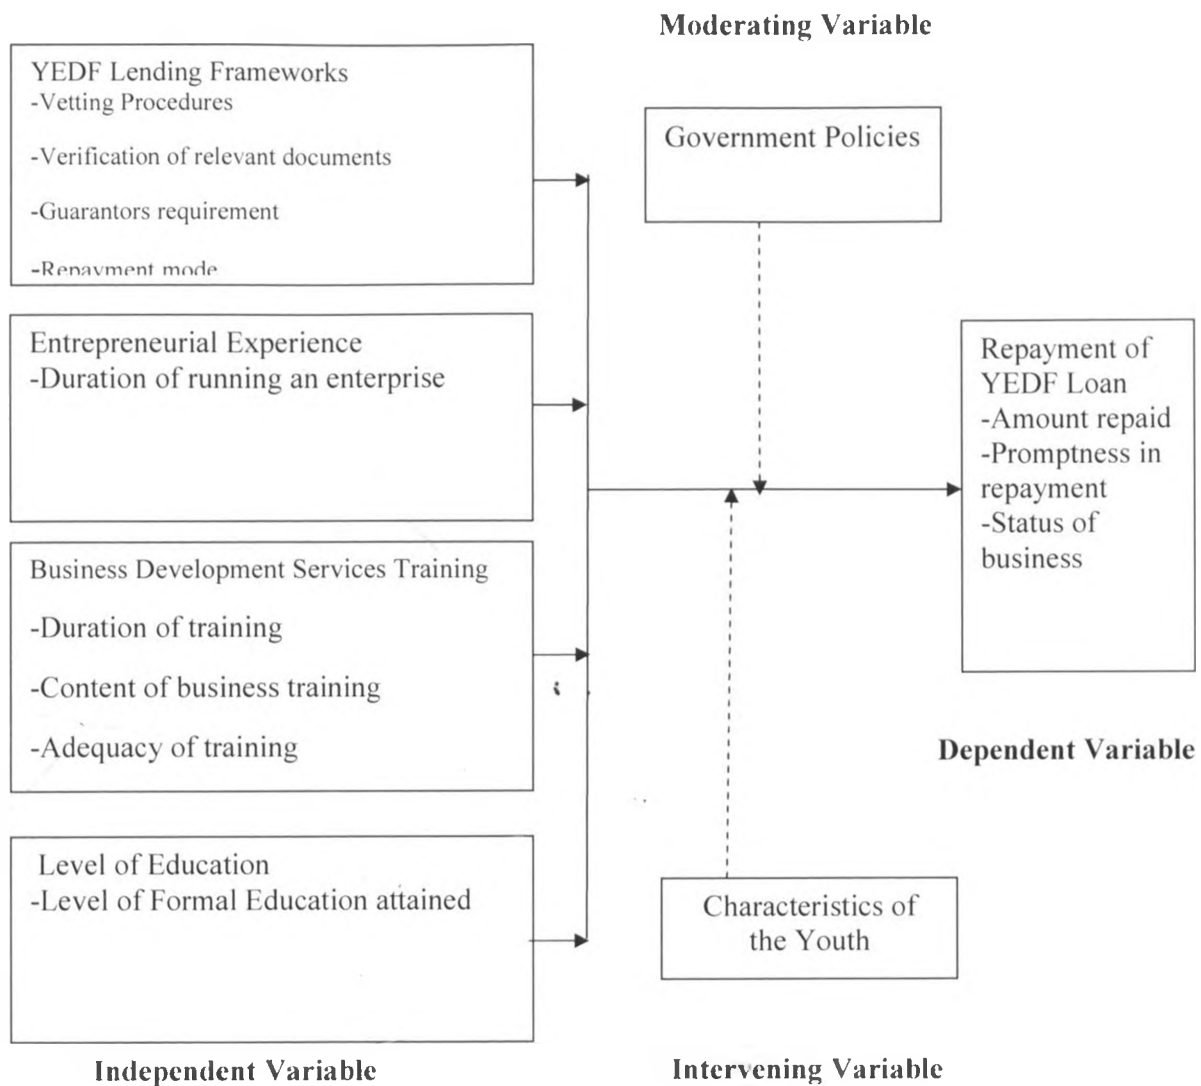 Moderating Variable
YEDF Lending Frameworks
-Vetting Procedures
-Verification of relevant documents
-Guarantors requirement
-Repayment mode
Government Policies
Entrepreneurial Experience
-Duration of running an enterprise
Repayment of
YEDF Loan
-Amount repaid
-Promptness in
repayment
-Status of
business
Business Development Services Training
-Duration of training
-Content of business training
-Adequacy of training
Dependent Variable
Level of Education
-Level of Formal Education attained
Characteristics of
the Youth
Independent Variable
Intervening Variable